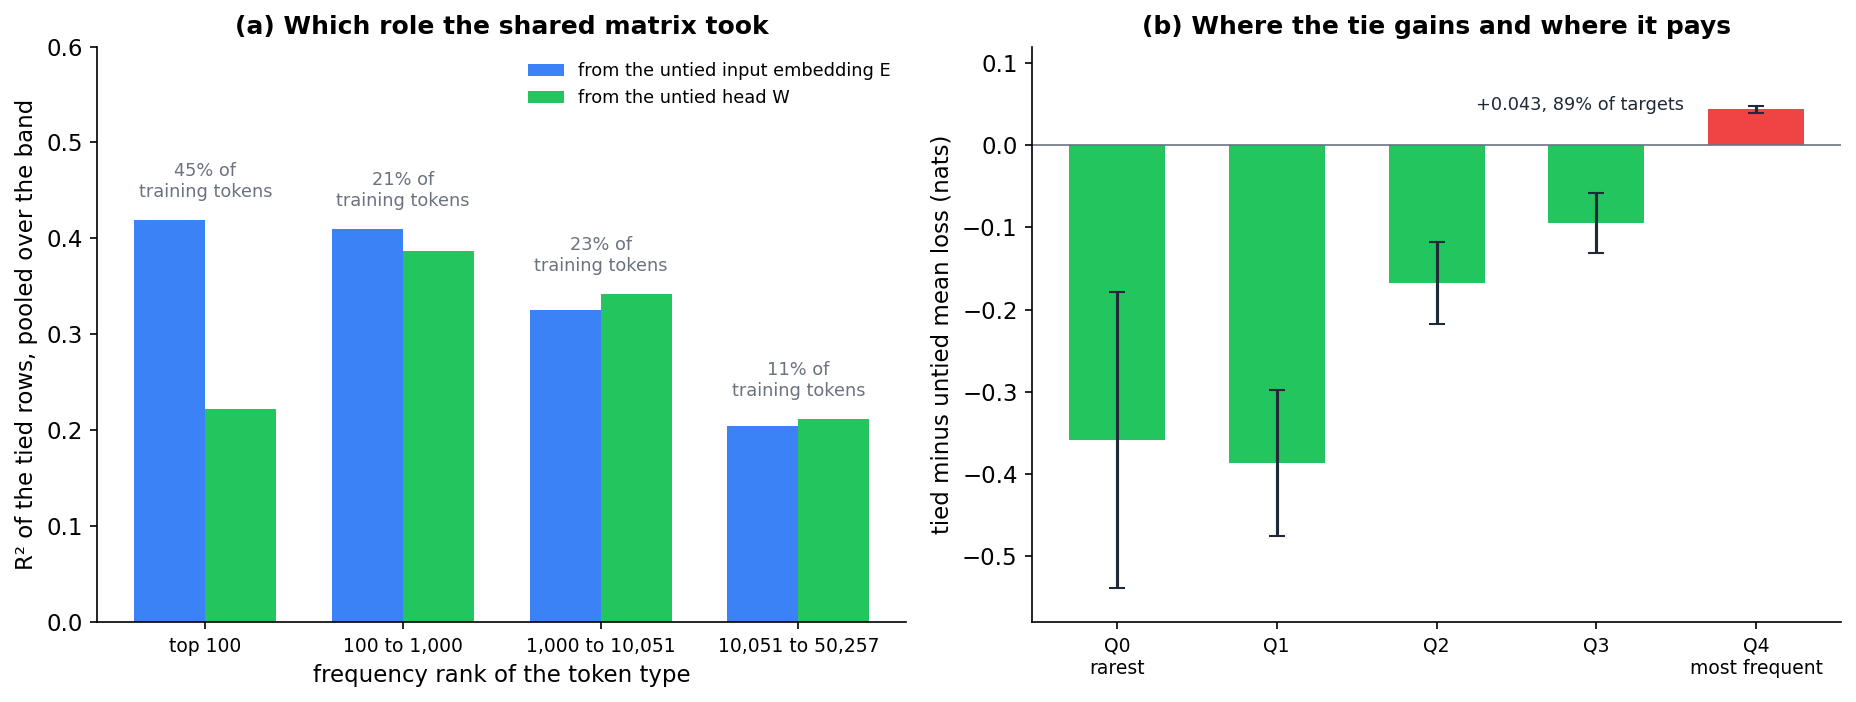 (a) Which role the shared matrix took
R² of the tied rows, pooled over the band
0.6
0.5
0.4
0.3
0.2
0.1
0.0
from the untied input embedding E
from the untied head W
45% of
training tokens
21% of
training tokens
23% of
training tokens
11% of
training tokens
top 100
100 to 1,000
1,000 to 10,051
10,051 to 50,257
frequency rank of the token type
(b) Where the tie gains and where it pays
tied minus untied mean loss (nats)
0.1
0.0
−0.1
−0.2
−0.3
−0.4
−0.5
+0.043, 89% of targets
Q0
rarest
Q1
Q2
Q3
Q4
most frequent